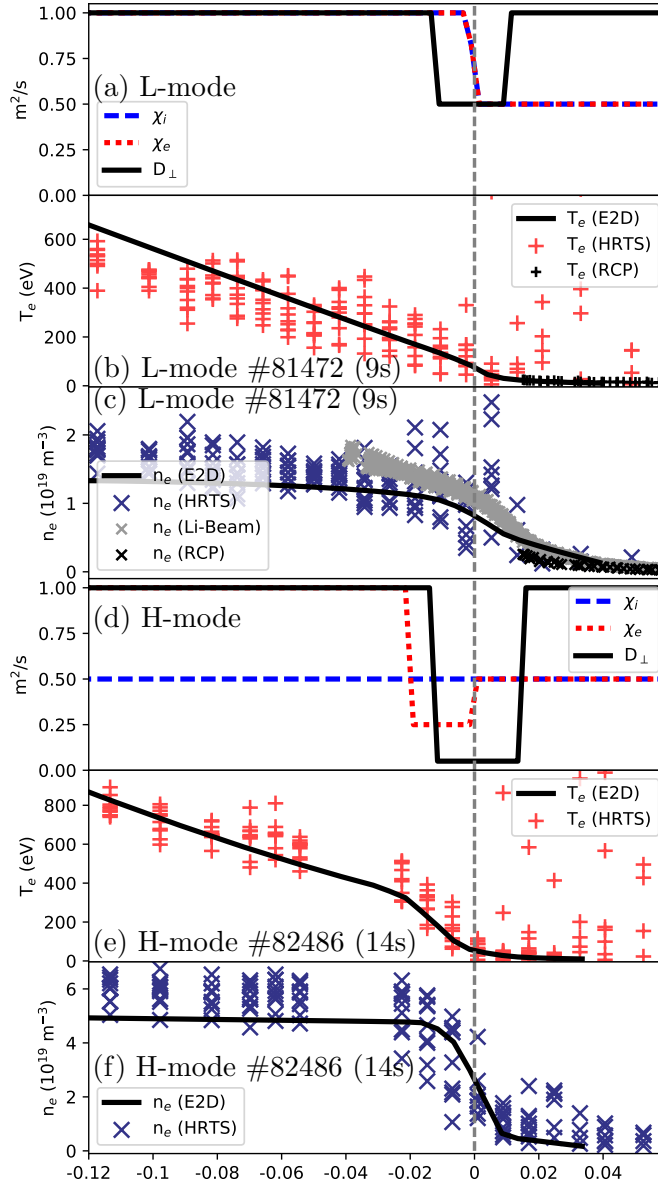 1.00
0.75
0.50
0.25
0.00
m²/s
(a) L-mode
χᵢ
χₑ
D⊥
600
400
200
0
Tₑ (eV)
Tₑ (E2D)
Tₑ (HRTS)
Tₑ (RCP)
(b) L-mode #81472 (9s)
(c) L-mode #81472 (9s)
2
1
0
nₑ (10¹⁹ m⁻³)
nₑ (E2D)
nₑ (HRTS)
nₑ (Li-Beam)
nₑ (RCP)
1.00
0.75
0.50
0.25
0.00
m²/s
(d) H-mode
χᵢ
χₑ
D⊥
800
600
400
200
0
Tₑ (eV)
Tₑ (E2D)
Tₑ (HRTS)
(e) H-mode #82486 (14s)
6
4
2
0
nₑ (10¹⁹ m⁻³)
(f) H-mode #82486 (14s)
nₑ (E2D)
nₑ (HRTS)
-0.12 -0.1 -0.08 -0.06 -0.04 -0.02 0 0.02 0.04